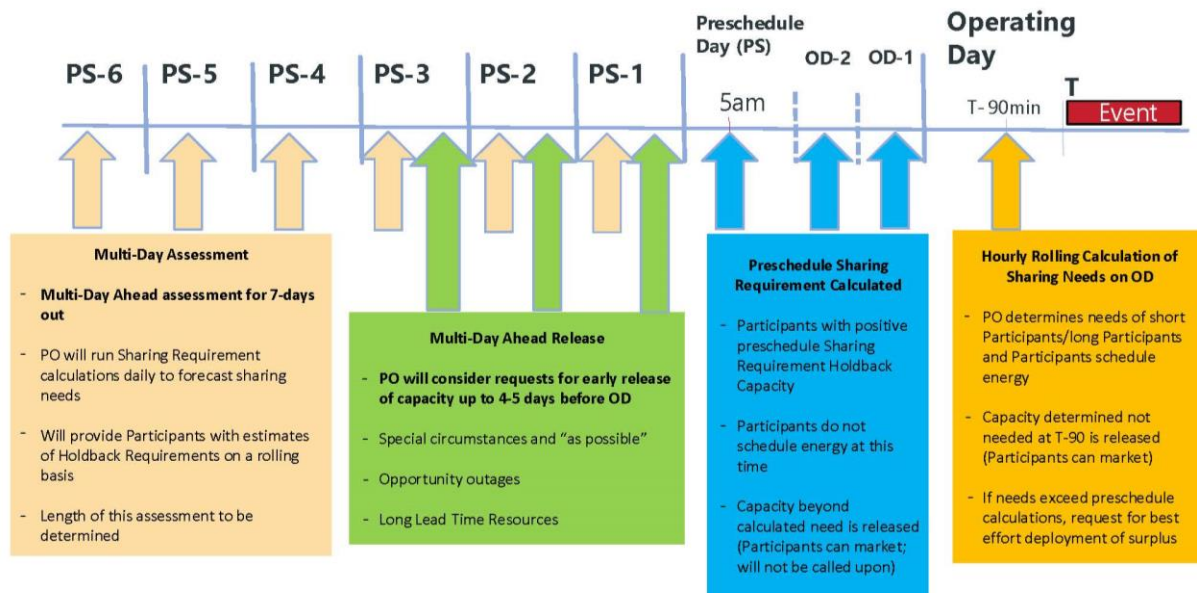 PS-6
PS-5
PS-4
PS-3
PS-2
PS-1
Preschedule
Day (PS)
OD-2
OD-1
Operating
Day
5am
T-90min
T
Event
Multi-Day Assessment
- Multi-Day Ahead assessment for 7-days
out
- PO will run Sharing Requirement
calculations daily to forecast sharing
needs
- Will provide Participants with estimates
of Holdback Requirements on a rolling
basis
- Length of this assessment to be
determined
Multi-Day Ahead Release
- PO will consider requests for early release
of capacity up to 4-5 days before OD
- Special circumstances and “as possible”
- Opportunity outages
- Long Lead Time Resources
Preschedule Sharing
Requirement Calculated
- Participants with positive
preschedule Sharing
Requirement Holdback
Capacity
- Participants do not
schedule energy at this
time
- Capacity beyond
calculated need is released
(Participants can market;
will not be called upon)
Hourly Rolling Calculation of
Sharing Needs on OD
- PO determines needs of short
Participants/long Participants
and Participants schedule
energy
- Capacity determined not
needed at T-90 is released
(Participants can market)
- If needs exceed preschedule
calculations, request for best
effort deployment of surplus